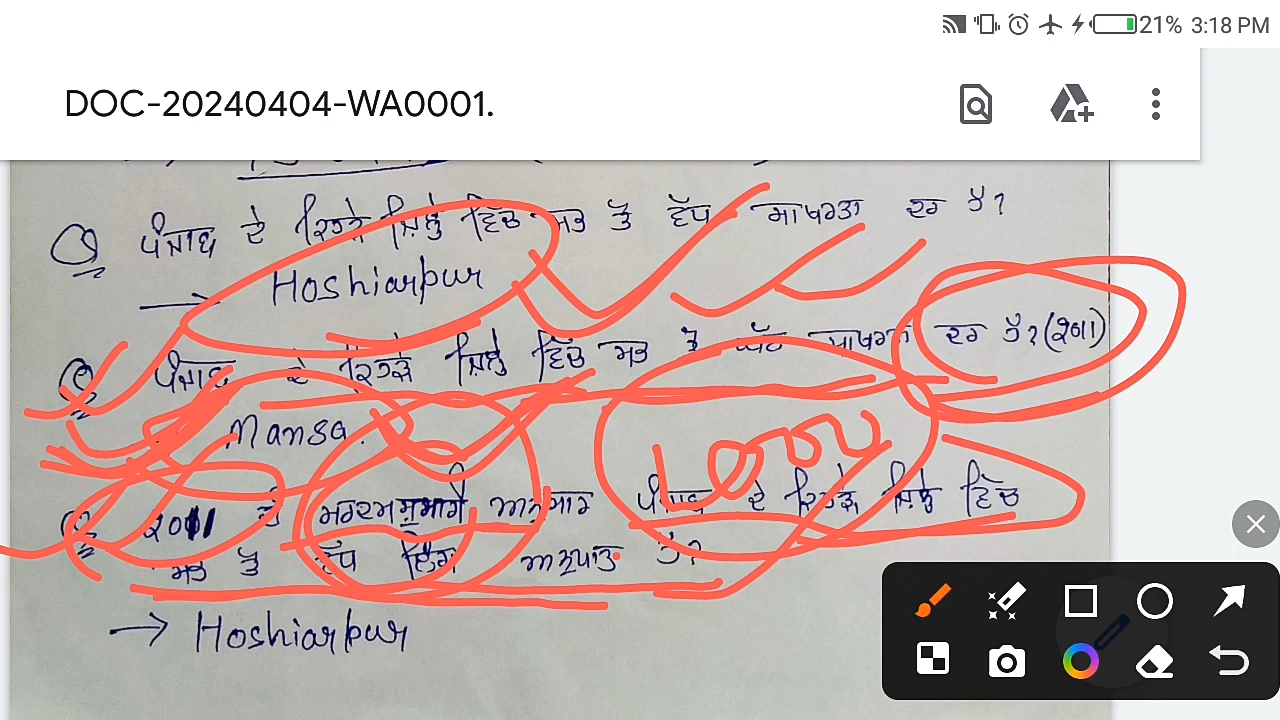 21% 3:18 PM
DOC-20240404-WA0001.
Q ਪੰਜਾਬ ਦੇ ਕਿਹੜੇ ਜ਼ਿਲ੍ਹੇ ਵਿੱਚ ਸਭ ਤੋਂ ਵੱਧ ਸਾਖਰਤਾ ਦਰ ਹੈ?
→ Hoshiarpur
Q ਪੰਜਾਬ ਦੇ ਕਿਹੜੇ ਜ਼ਿਲ੍ਹੇ ਵਿੱਚ ਸਭ ਤੋਂ ਘੱਟ ਸਾਖਰਤਾ ਦਰ ਹੈ? (2011)
Mansa.
Q 2011 ਦੀ ਮਰਦਮਸ਼ੁਮਾਰੀ ਅਨੁਸਾਰ ਪੰਜਾਬ ਦੇ ਕਿਹੜੇ ਜ਼ਿਲ੍ਹੇ ਵਿੱਚ
ਸਭ ਤੋਂ ਵੱਧ ਲਿੰਗ ਅਨੁਪਾਤ ਹੈ?
→ Hoshiarpur